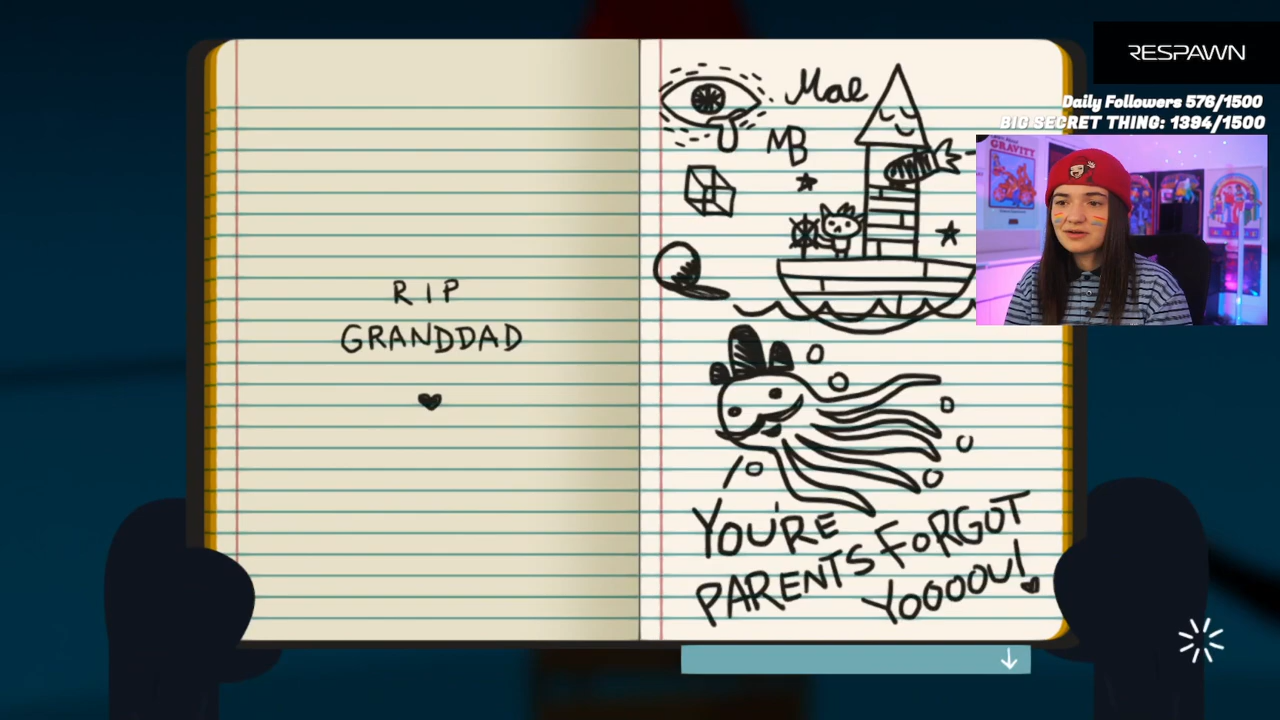 RESPAWN
Daily Followers 576/1500
BIG SECRET THING: 1394/1500
RIP
GRANDDAD
Mae
MB
YOU'RE
PARENTS FORGOT
YOOOOU!